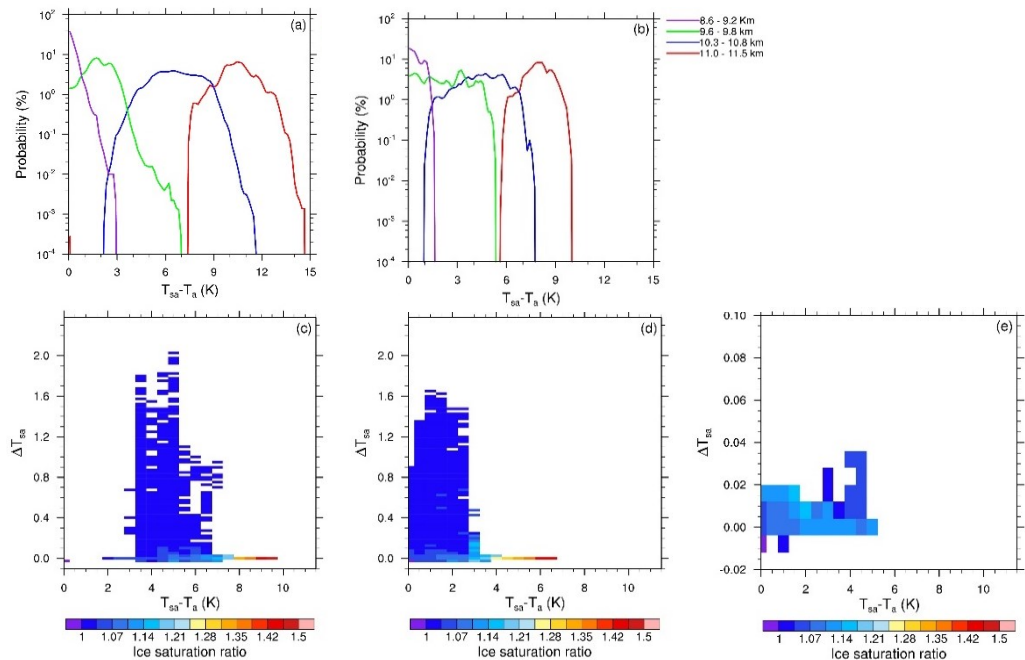 (a)
Probability (%)
10²
10¹
10⁰
10⁻¹
10⁻²
10⁻³
10⁻⁴
0 3 6 9 12 15
Tsa-Ta (K)
(b)
Probability (%)
10²
10¹
10⁰
10⁻¹
10⁻²
10⁻³
10⁻⁴
0 3 6 9 12 15
Tsa-Ta (K)
8.6 - 9.2 Km
9.6 - 9.8 km
10.3 - 10.8 km
11.0 - 11.5 km
(c)
ΔTsa
2.0
1.6
1.2
0.8
0.4
0.0
0 2 4 6 8 10
Tsa-Ta (K)
1 1.07 1.14 1.21 1.28 1.35 1.42 1.5
Ice saturation ratio
(d)
ΔTsa
2.0
1.6
1.2
0.8
0.4
0.0
0 2 4 6 8 10
Tsa-Ta (K)
1 1.07 1.14 1.21 1.28 1.35 1.42 1.5
Ice saturation ratio
(e)
ΔTsa
0.10
0.08
0.06
0.04
0.02
0.00
-0.02
0 2 4 6 8 10
Tsa-Ta (K)
1 1.07 1.14 1.21 1.28 1.35 1.42 1.5
Ice saturation ratio